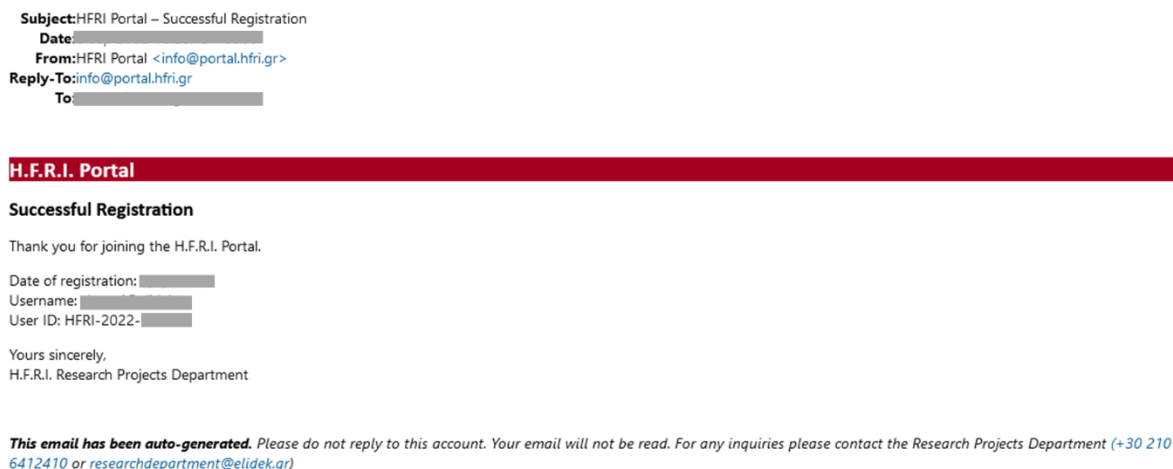 Subject:HFRI Portal – Successful Registration
Date:
From:HFRI Portal <info@portal.hfri.gr>
Reply-To:info@portal.hfri.gr
To:
H.F.R.I. Portal
Successful Registration
Thank you for joining the H.F.R.I. Portal.
Date of registration:
Username:
User ID: HFRI-2022-
Yours sincerely,
H.F.R.I. Research Projects Department
This email has been auto-generated. Please do not reply to this account. Your email will not be read. For any inquiries please contact the Research Projects Department (+30 210
6412410 or researchdepartment@elidek.gr)